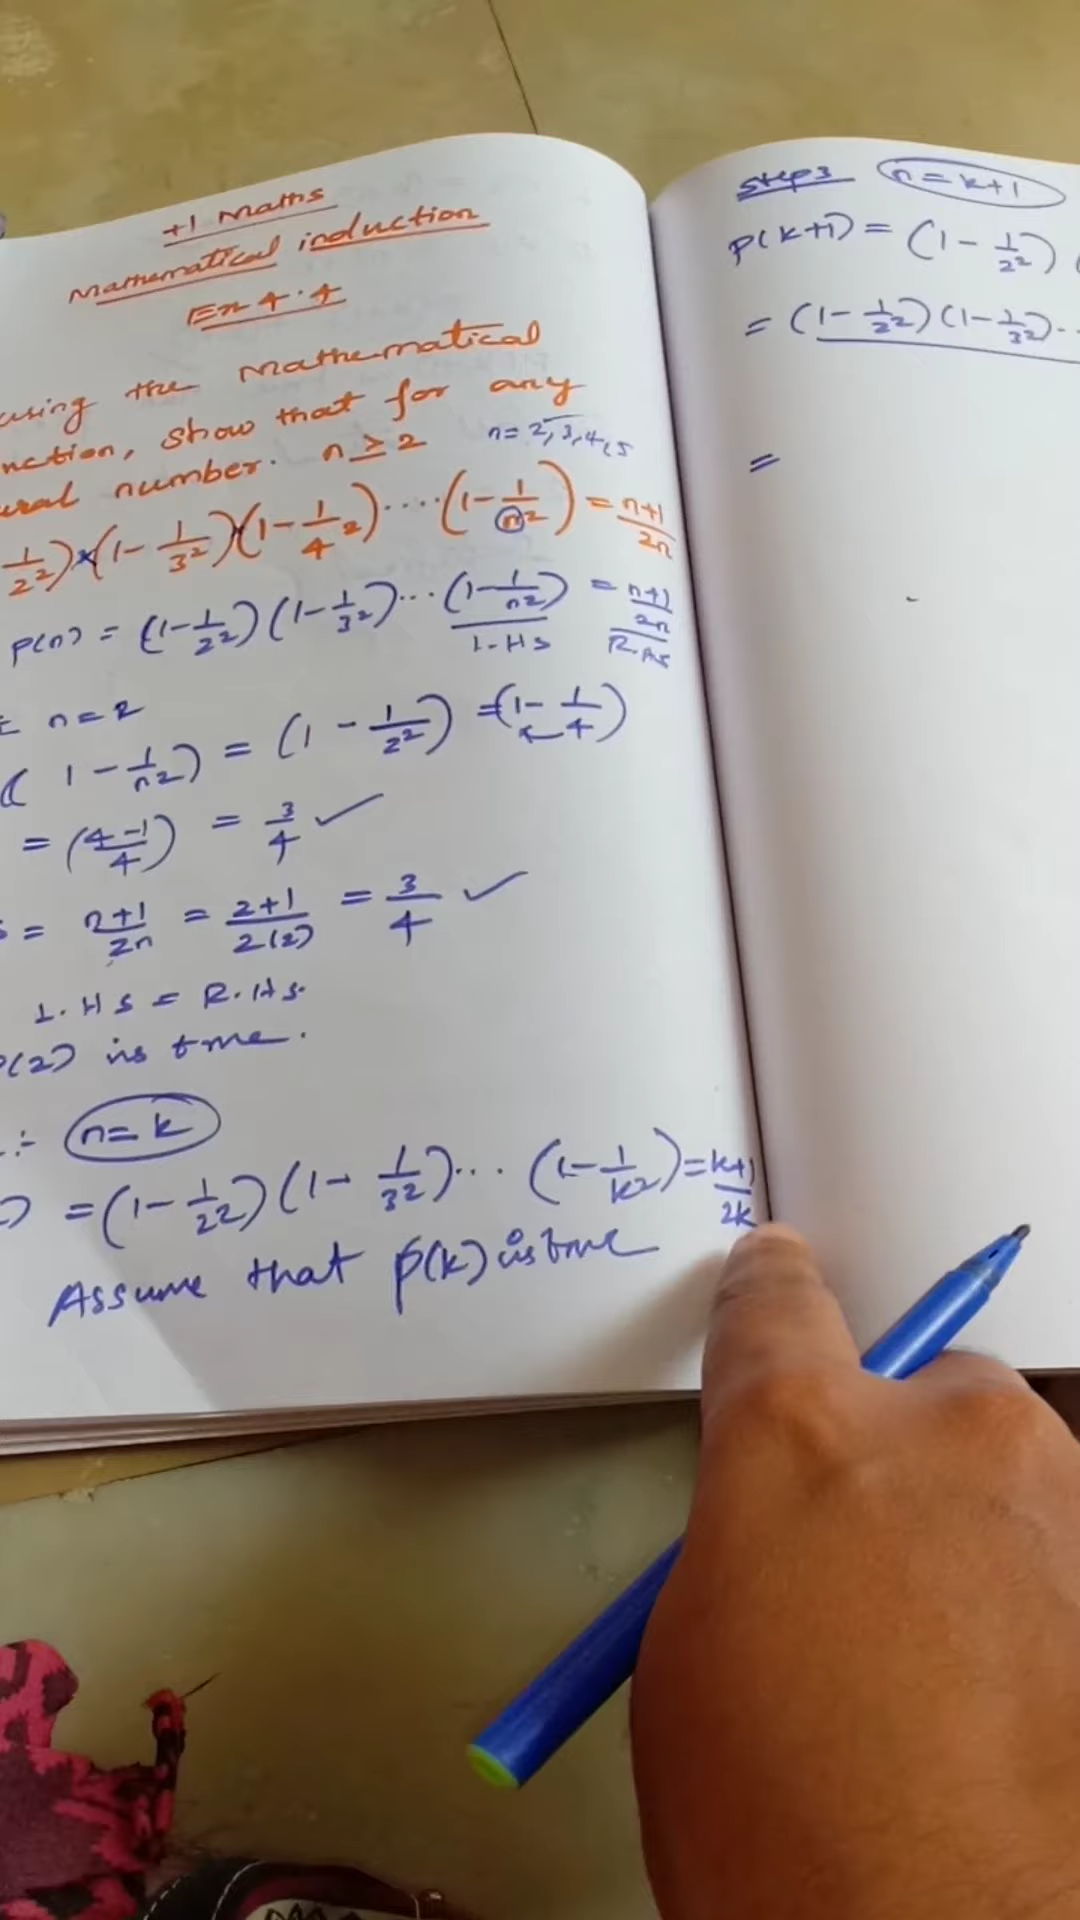 +1 Maths
Mathematical induction
Ex 4.4
using the Mathematical
nction, show that for any
ural number. n ≥ 2 n = 2, 3, 4, 5
1/2²) × (1 - 1/3²) × (1 - 1/4²) .... (1 - 1/n²) = n+1/2n
p(n) = (1 - 1/2²) (1 - 1/3²) ... (1 - 1/n²) = n+1/2n
L.H.S R.H.S
n = 2
( 1 - 1/n²) = (1 - 1/2²) = (1 - 1/4)
= (4-1/4) = 3/4 ✓
= n+1/2n = 2+1/2(2) = 3/4 ✓
L.H.S = R.H.S.
P(2) is true.
:- n = k
) = (1 - 1/2²) (1 - 1/3²) ... (1 - 1/k²) = k+1/2k
Assume that p(k) is true
Step 3 n = k+1
p(k+1) = (1 - 1/2²) (
= (1 - 1/2²) (1 - 1/3²) ..
=